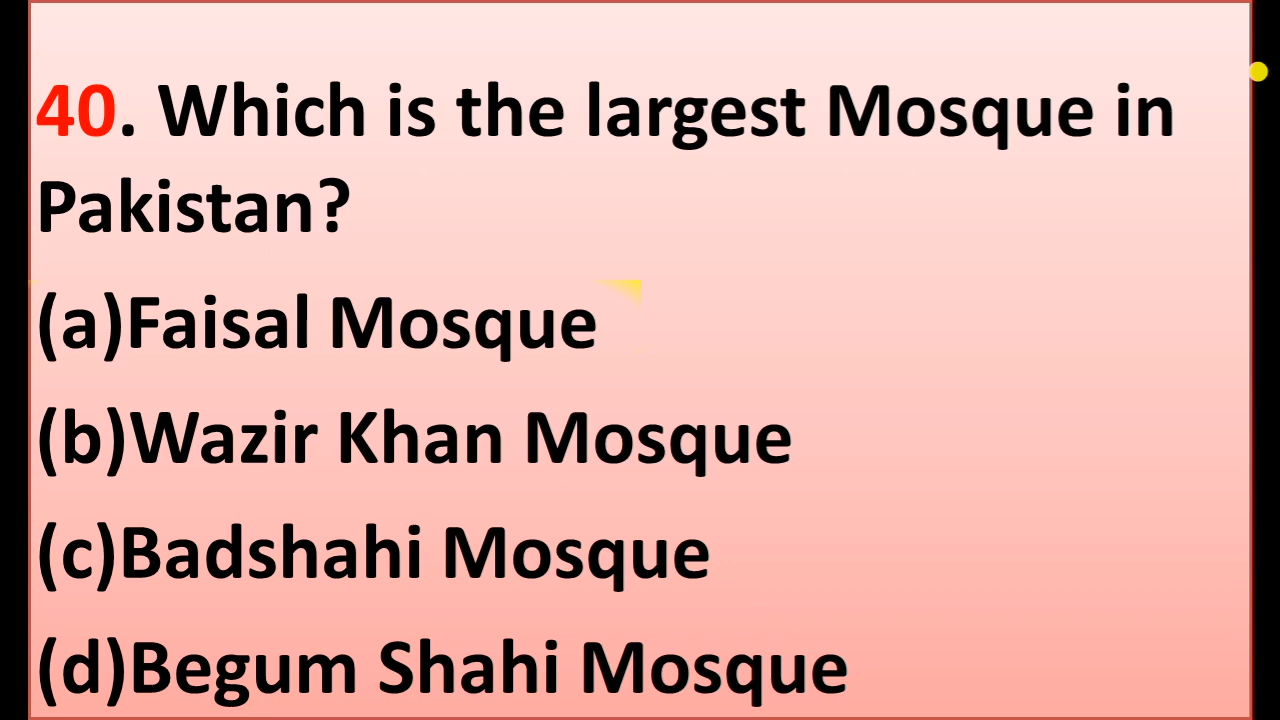 40. Which is the largest Mosque in
Pakistan?
(a)Faisal Mosque
(b)Wazir Khan Mosque
(c)Badshahi Mosque
(d)Begum Shahi Mosque